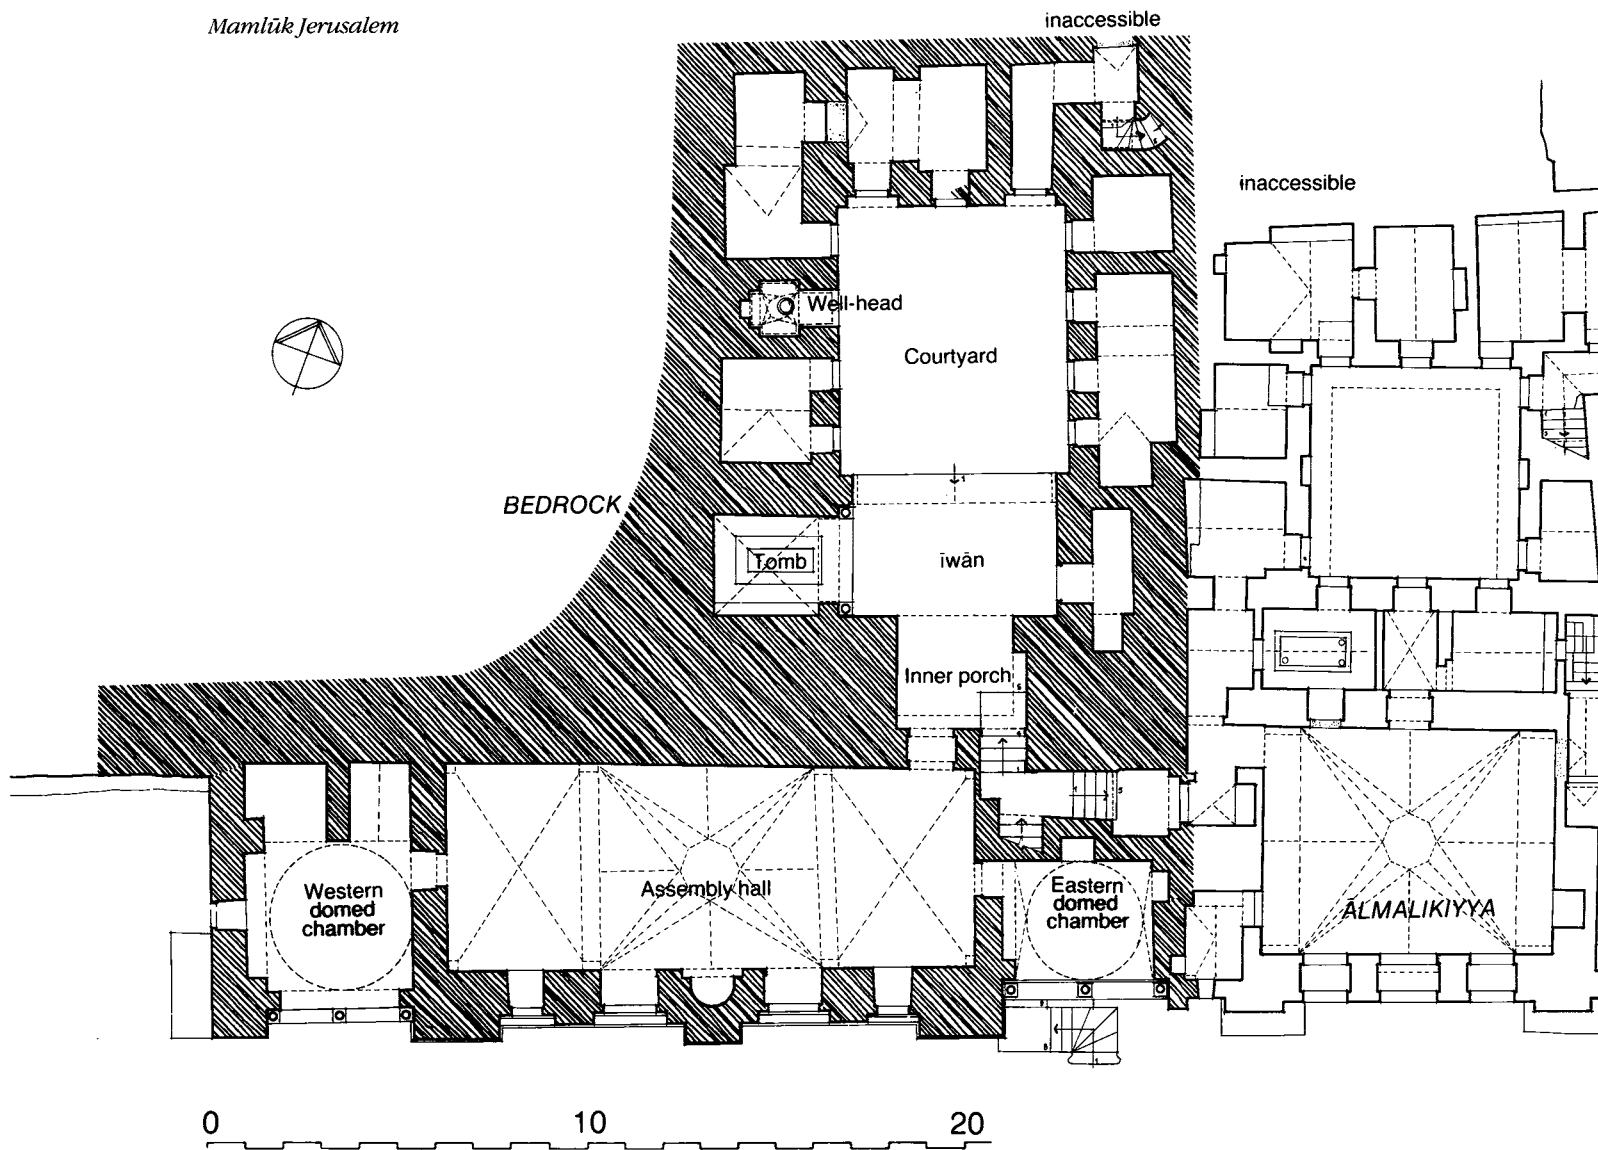 Mamlūk Jerusalem
inaccessible
inaccessible
Well-head
Courtyard
BEDROCK
Tomb
īwān
Inner porch
Western
domed
chamber
Assembly hall
Eastern
domed
chamber
ALMALIKIYYA
0 10 20